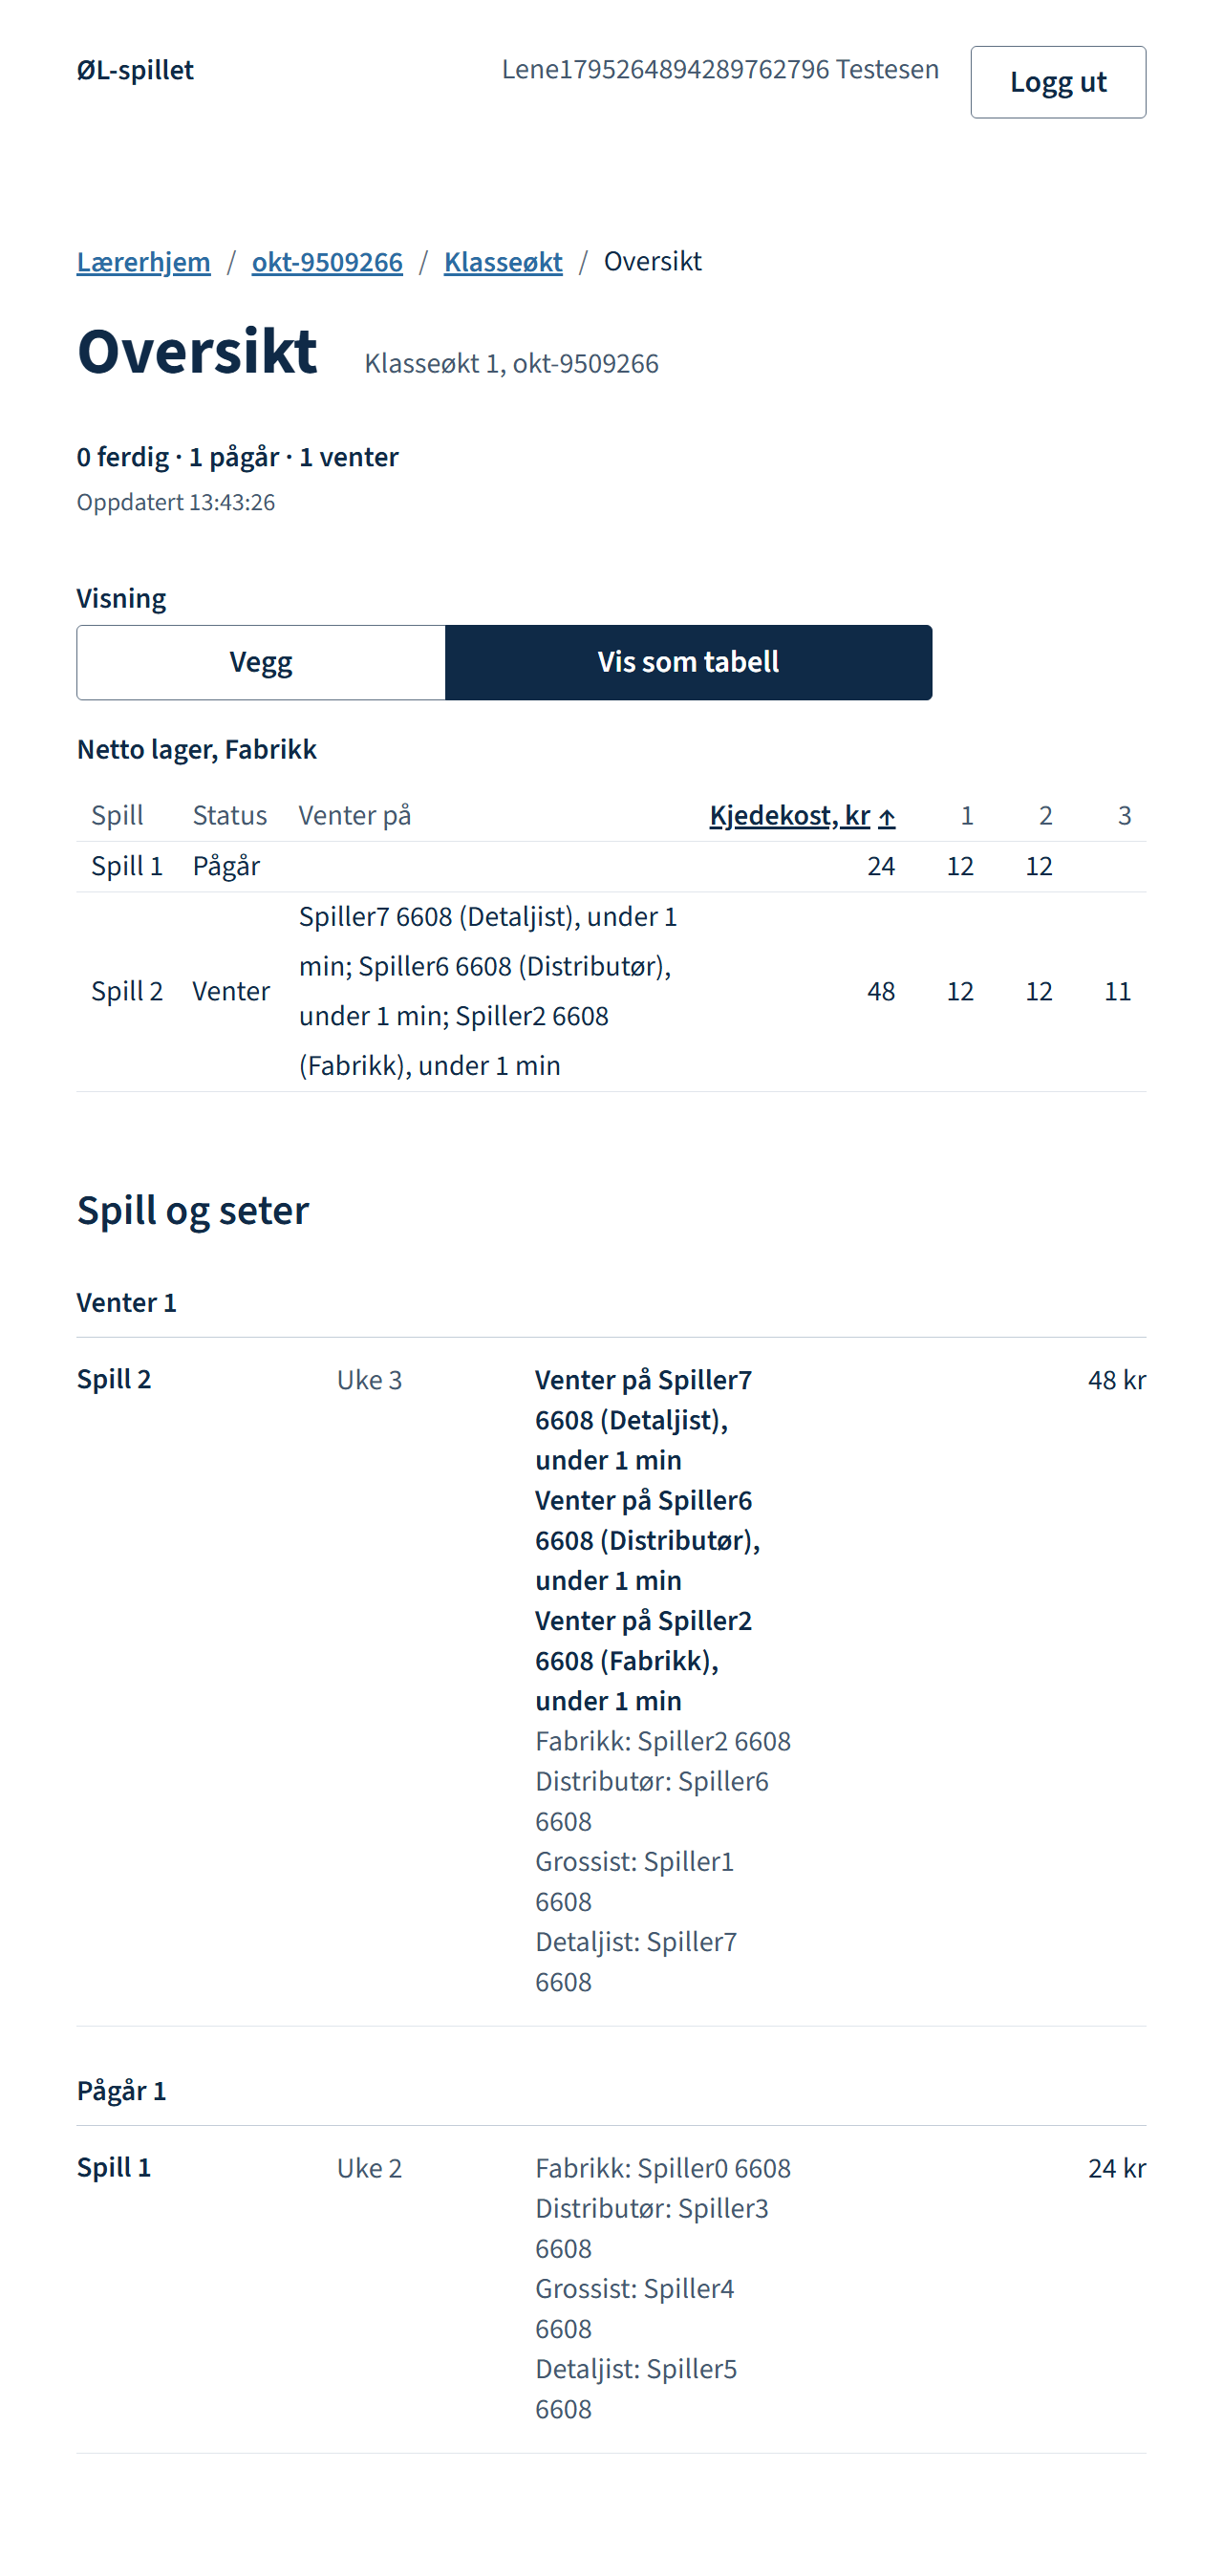 ØL-spillet
Lene1795264894289762796 Testesen
Logg ut
Lærerhjem / okt-9509266 / Klasseøkt / Oversikt
Oversikt
Klasseøkt 1, okt-9509266
0 ferdig · 1 pågår · 1 venter
Oppdatert 13:43:26
Visning
Vegg
Vis som tabell
Netto lager, Fabrikk
Spill Status Venter på Kjedekost, kr ↑ 1 2 3
Spill 1 Pågår 24 12 12
Spiller7 6608 (Detaljist), under 1
min; Spiller6 6608 (Distributør),
Spill 2 Venter 48 12 12 11
under 1 min; Spiller2 6608
(Fabrikk), under 1 min
Spill og seter
Venter 1
Spill 2 Uke 3 Venter på Spiller7 48 kr
6608 (Detaljist),
under 1 min
Venter på Spiller6
6608 (Distributør),
under 1 min
Venter på Spiller2
6608 (Fabrikk),
under 1 min
Fabrikk: Spiller2 6608
Distributør: Spiller6
6608
Grossist: Spiller1
6608
Detaljist: Spiller7
6608
Pågår 1
Spill 1 Uke 2 Fabrikk: Spiller0 6608 24 kr
Distributør: Spiller3
6608
Grossist: Spiller4
6608
Detaljist: Spiller5
6608